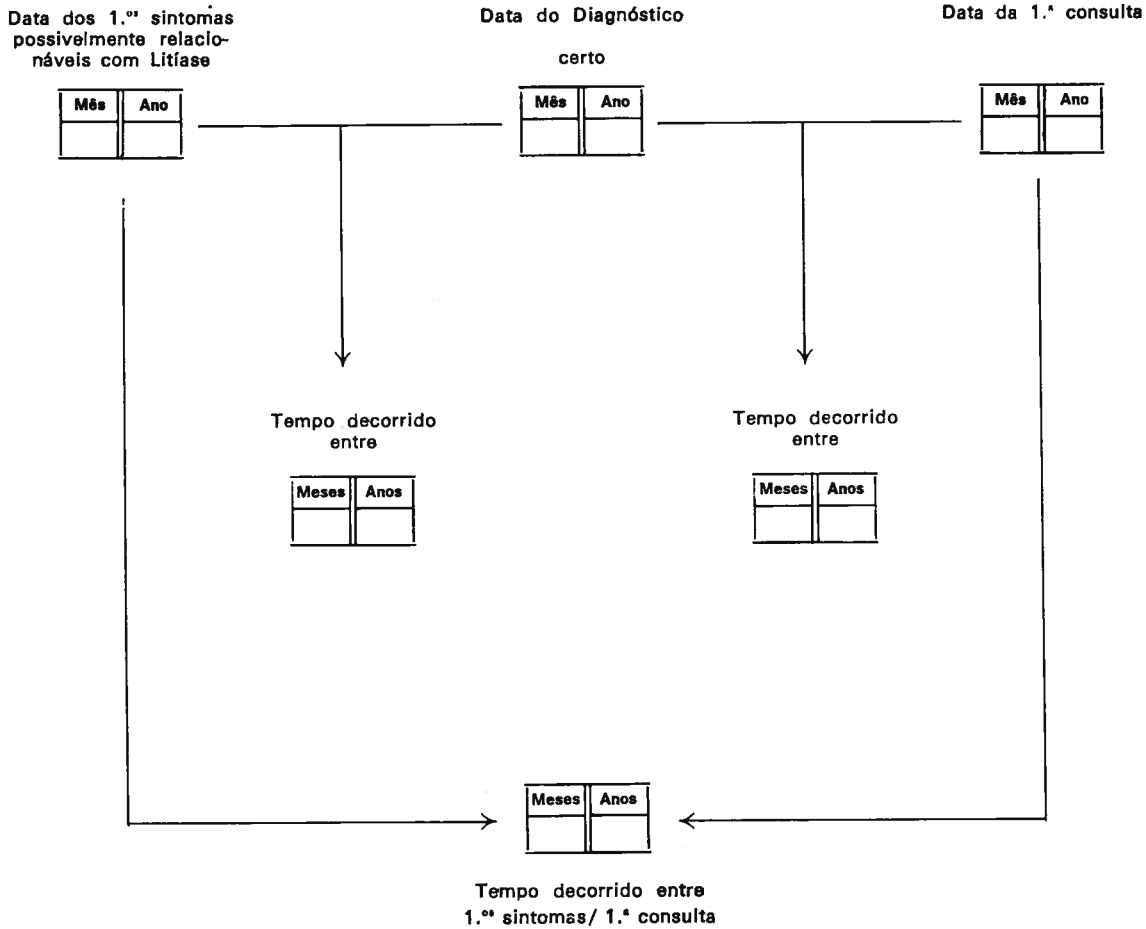 Data dos 1.ºs sintomas
possivelmente relacio-
náveis com Litíase
Mês Ano
Data do Diagnóstico
certo
Mês Ano
Data da 1.ª consulta
Mês Ano
Tempo decorrido
entre
Meses Anos
Tempo decorrido
entre
Meses Anos
Meses Anos
Tempo decorrido entre
1.ºs sintomas/ 1.ª consulta